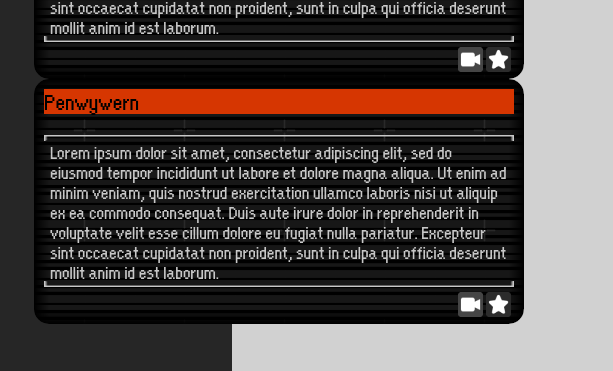 sint occaecat cupidatat non proident, sunt in culpa qui officia deserunt
mollit anim id est laborum.
Penwywern
Lorem ipsum dolor sit amet, consectetur adipiscing elit, sed do
eiusmod tempor incididunt ut labore et dolore magna aliqua. Ut enim ad
minim veniam, quis nostrud exercitation ullamco laboris nisi ut aliquip
ex ea commodo consequat. Duis aute irure dolor in reprehenderit in
voluptate velit esse cillum dolore eu fugiat nulla pariatur. Excepteur
sint occaecat cupidatat non proident, sunt in culpa qui officia deserunt
mollit anim id est laborum.